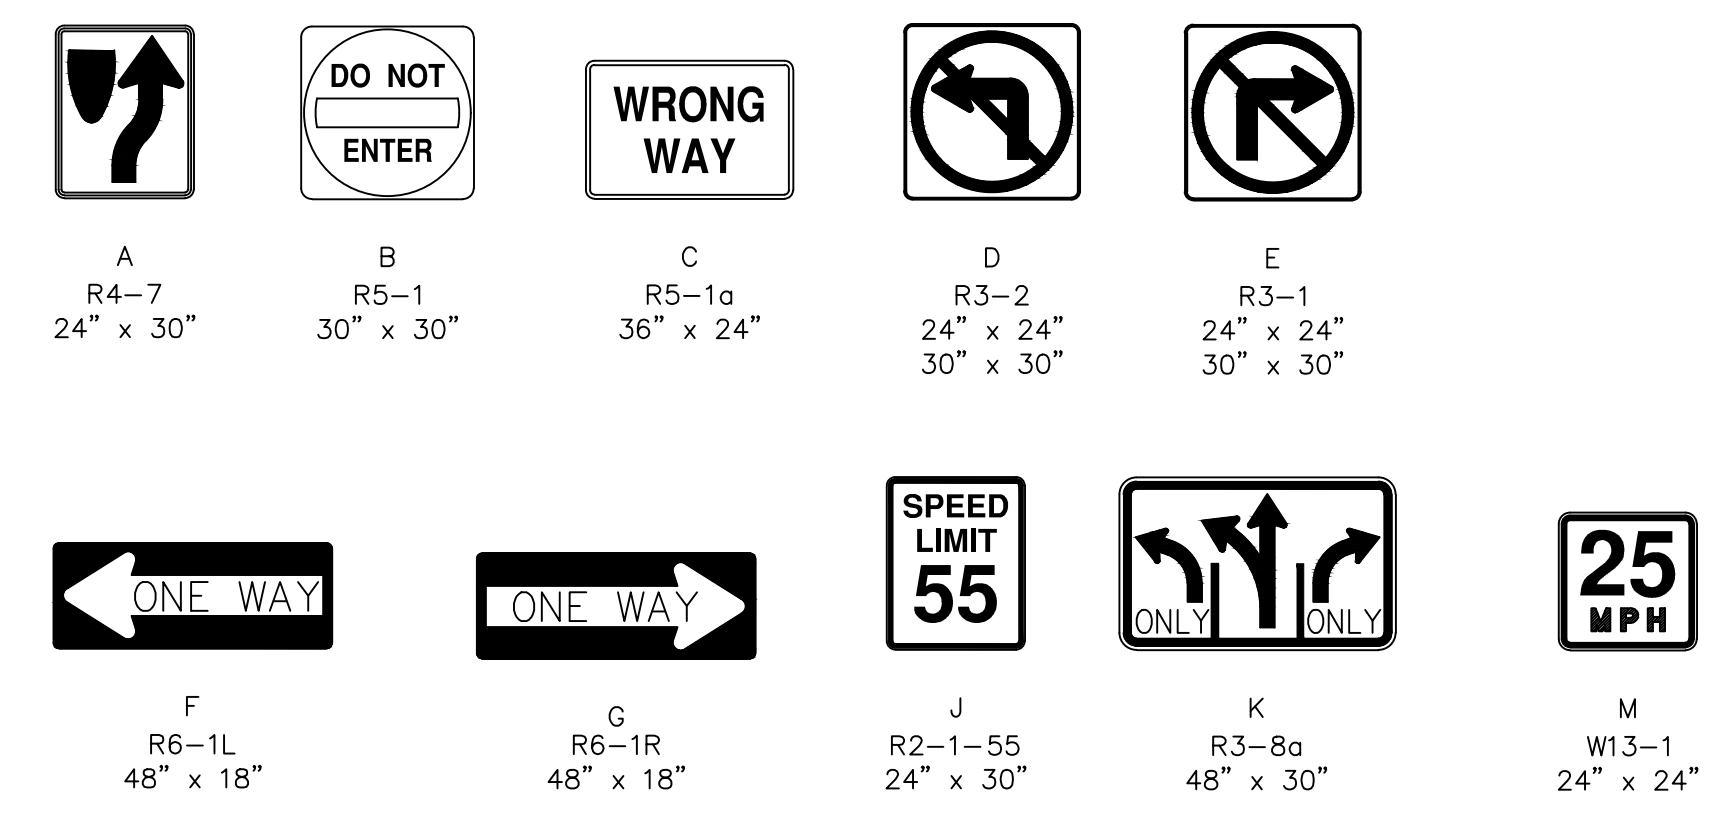 DO NOT
ENTER
WRONG
WAY
A
R4-7
24” x 30”
B
R5-1
30” x 30”
C
R5-1a
36” x 24”
D
R3-2
24” x 24”
30” x 30”
E
R3-1
24” x 24”
30” x 30”
ONE WAY
F
R6-1L
48” x 18”
ONE WAY
G
R6-1R
48” x 18”
SPEED
LIMIT
55
J
R2-1-55
24” x 30”
ONLY ONLY
K
R3-8a
48” x 30”
25
MPH
M
W13-1
24” x 24”